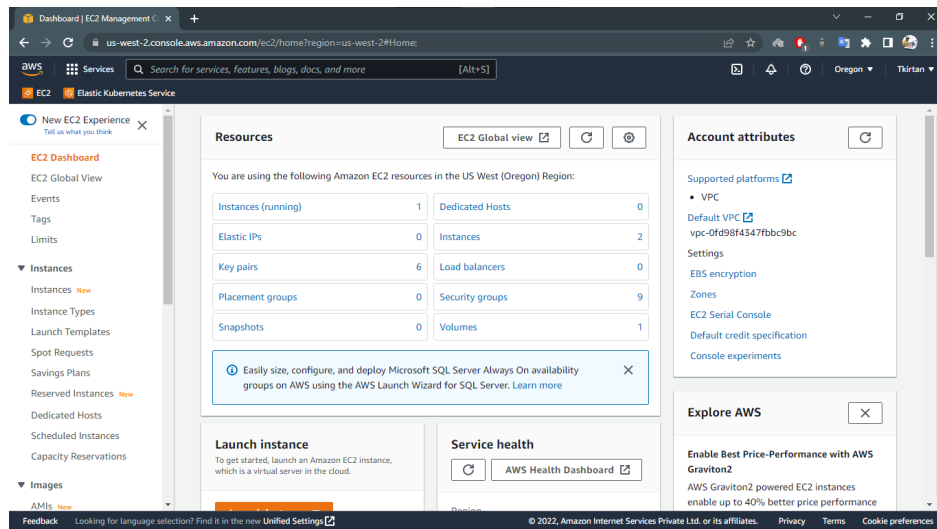 Dashboard | EC2 Management C
us-west-2.console.aws.amazon.com/ec2/home?region=us-west-2#Home:
aws
Services
Search for services, features, blogs, docs, and more
[Alt+S]
Oregon
Tkirtan
EC2
Elastic Kubernetes Service
New EC2 Experience
Tell us what you think
EC2 Dashboard
EC2 Global View
Events
Tags
Limits
Instances
Instances New
Instance Types
Launch Templates
Spot Requests
Savings Plans
Reserved Instances New
Dedicated Hosts
Scheduled Instances
Capacity Reservations
Images
AMIs New
Resources
EC2 Global view
You are using the following Amazon EC2 resources in the US West (Oregon) Region:
Instances (running) 1
Dedicated Hosts 0
Elastic IPs 0
Instances 2
Key pairs 6
Load balancers 0
Placement groups 0
Security groups 9
Snapshots 0
Volumes 1
Easily size, configure, and deploy Microsoft SQL Server Always On availability
groups on AWS using the AWS Launch Wizard for SQL Server. Learn more
Launch instance
To get started, launch an Amazon EC2 instance,
which is a virtual server in the cloud.
Service health
AWS Health Dashboard
Account attributes
Supported platforms
• VPC
Default VPC
vpc-0fd98f4347fbbc9bc
Settings
EBS encryption
Zones
EC2 Serial Console
Default credit specification
Console experiments
Explore AWS
Enable Best Price-Performance with AWS
Graviton2
AWS Graviton2 powered EC2 instances
enable up to 40% better price performance
Feedback
Looking for language selection? Find it in the new Unified Settings
© 2022, Amazon Internet Services Private Ltd. or its affiliates.
Privacy
Terms
Cookie preferences